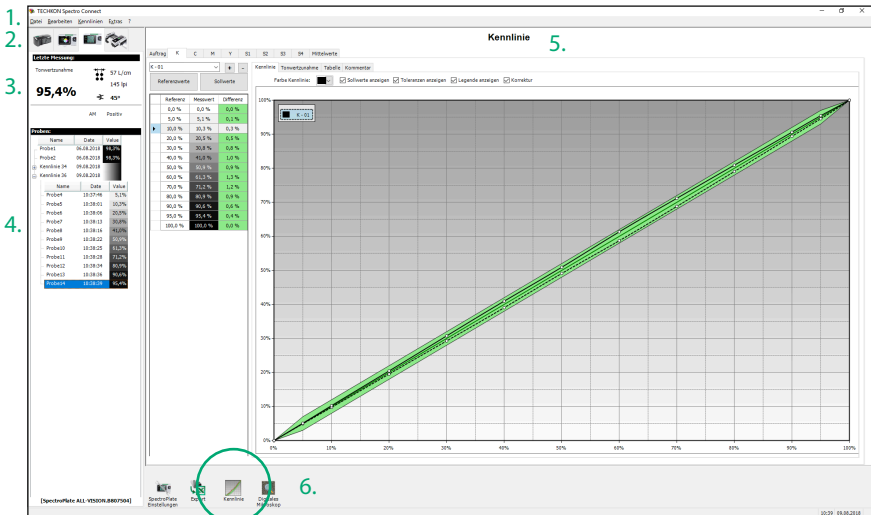 TECHKON Spectro Connect
1.
Datei Bearbeiten Kennlinien Extras ?
2.
Kennlinie
5.
Letzte Messung:
Tonwertzunahme
57 L/cm
145 lpi
3.
95,4%
45°
AM Positiv
Proben:
Name Date Value
Probe1 06.08.2018 98,3%
Probe2 06.08.2018 98,3%
Kennlinie 34 09.08.2018
Kennlinie 36 09.08.2018
Name Date Value
Probe4 10:37:46 5,1%
Probe5 10:38:01 10,3%
Probe6 10:38:06 20,5%
Probe7 10:38:13 30,8%
4.
Probe8 10:38:16 41,0%
Probe9 10:38:22 50,9%
Probe10 10:38:25 61,3%
Probe11 10:38:28 71,2%
Probe12 10:38:34 80,9%
Probe13 10:38:36 90,6%
Probe14 10:38:39 95,4%
[SpectroPlate ALL-VISION.B807504]
Auftrag K C M Y S1 S2 S3 S4 Mittelwerte
K - 01 + -
Referenzwerte Sollwerte
Referenz Messwert Differenz
0,0 % 0,0 % 0,0 %
5,0 % 5,1 % 0,1 %
10,0 % 10,3 % 0,3 %
20,0 % 20,5 % 0,5 %
30,0 % 30,8 % 0,8 %
40,0 % 41,0 % 1,0 %
50,0 % 50,9 % 0,9 %
60,0 % 61,3 % 1,3 %
70,0 % 71,2 % 1,2 %
80,0 % 80,9 % 0,9 %
90,0 % 90,6 % 0,6 %
95,0 % 95,4 % 0,4 %
100,0 % 100,0 % 0,0 %
Kennlinie Tonwertzunahme Tabelle Kommentar
Farbe Kennlinie: Sollwerte anzeigen Toleranzen anzeigen Legende anzeigen Korrektur
K - 01
100%
90%
80%
70%
60%
50%
40%
30%
20%
10%
0%
0% 10% 20% 30% 40% 50% 60% 70% 80% 90% 100%
6.
SpectroPlate Einstellungen
Export
Kennlinie
Digitales Mikroskop
10:39 09.08.2018